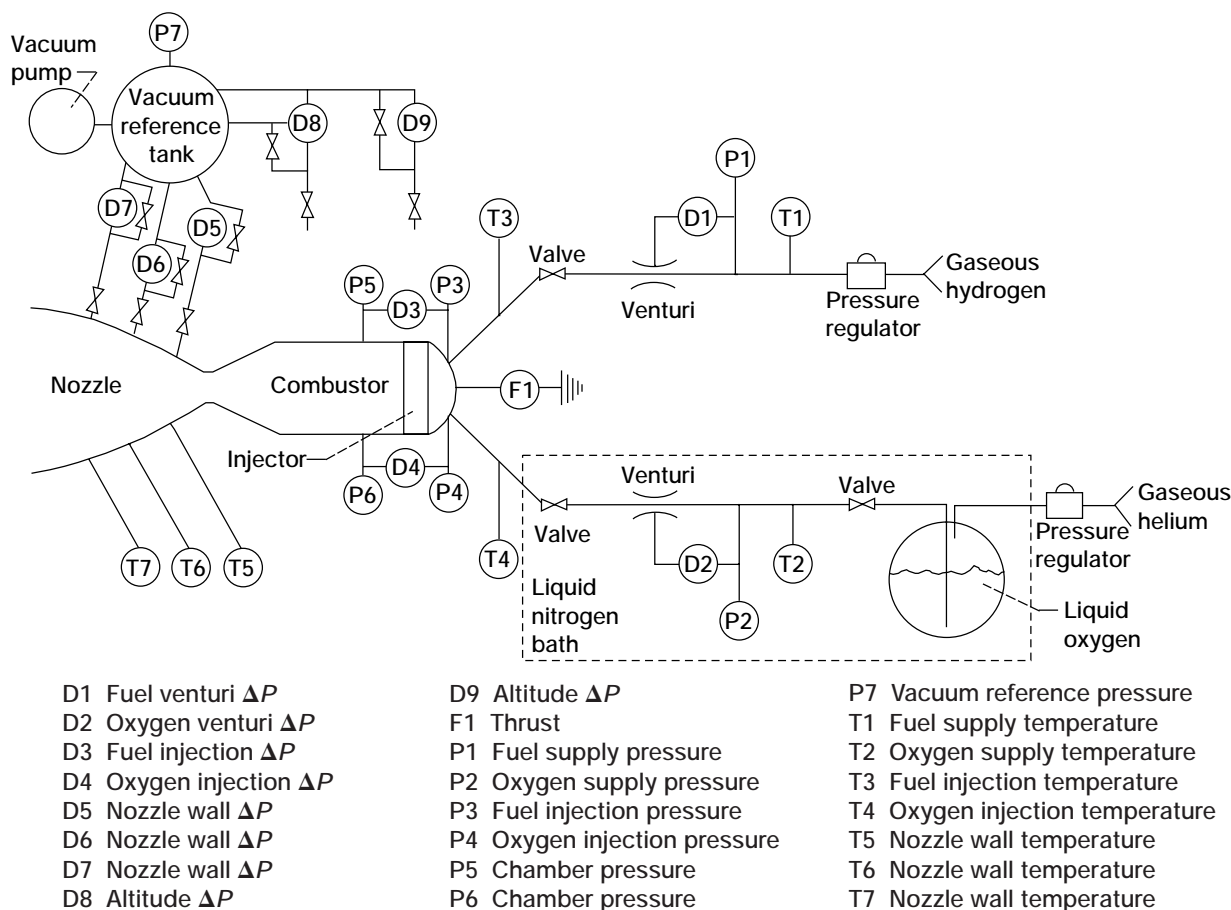 P7
Vacuum
pump
Vacuum
reference
tank
D8
D9
P1
D7
D5
D6
T3
D1
T1
Valve
P5
P3
D3
Venturi
Pressure
regulator
Gaseous
hydrogen
Nozzle
Combustor
F1
Injector
D4
P6
P4
Venturi
Valve
Gaseous
helium
Valve
T7
T6
T5
T4
D2
T2
Pressure
regulator
Liquid
nitrogen
bath
P2
Liquid
oxygen
D1 Fuel venturi ΔP
D2 Oxygen venturi ΔP
D3 Fuel injection ΔP
D4 Oxygen injection ΔP
D5 Nozzle wall ΔP
D6 Nozzle wall ΔP
D7 Nozzle wall ΔP
D8 Altitude ΔP
D9 Altitude ΔP
F1 Thrust
P1 Fuel supply pressure
P2 Oxygen supply pressure
P3 Fuel injection pressure
P4 Oxygen injection pressure
P5 Chamber pressure
P6 Chamber pressure
P7 Vacuum reference pressure
T1 Fuel supply temperature
T2 Oxygen supply temperature
T3 Fuel injection temperature
T4 Oxygen injection temperature
T5 Nozzle wall temperature
T6 Nozzle wall temperature
T7 Nozzle wall temperature